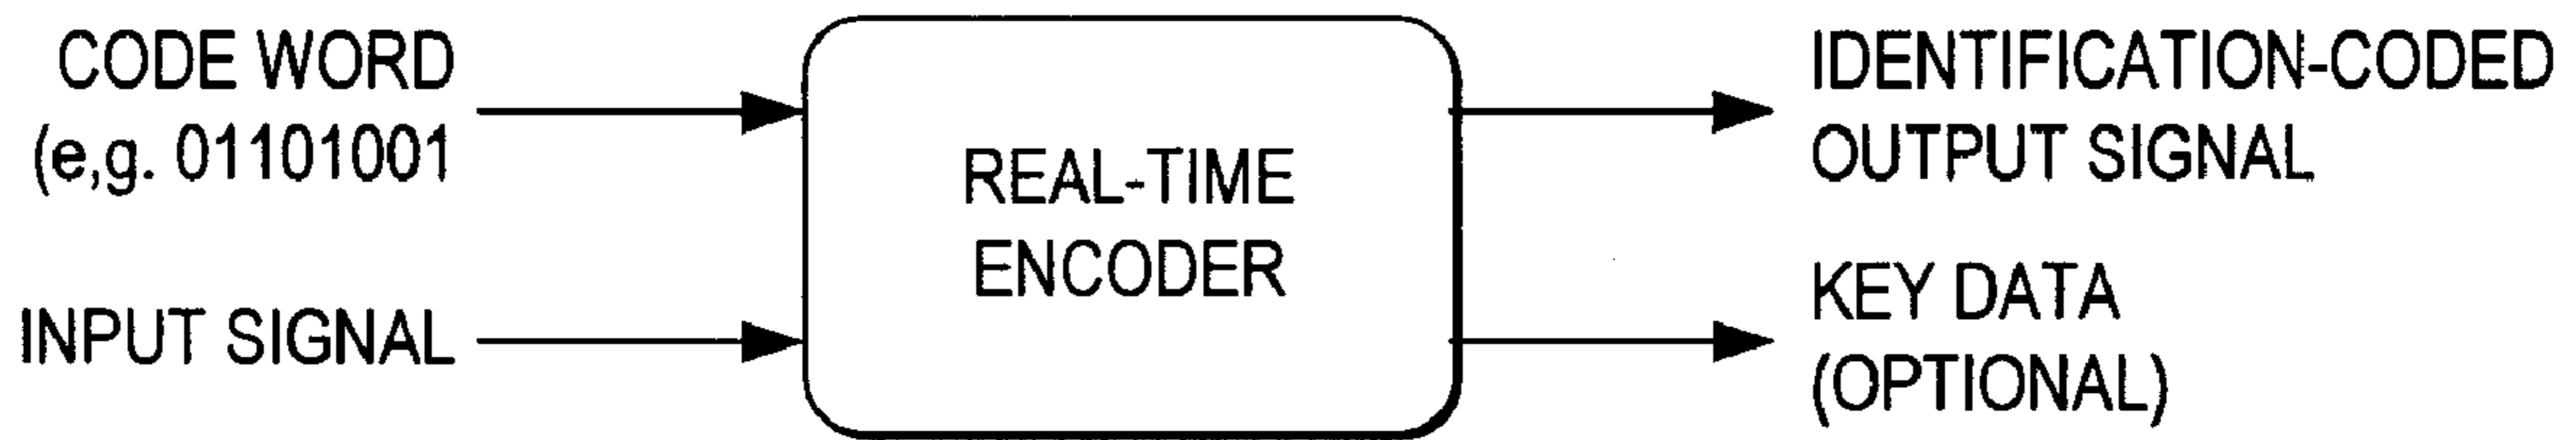 CODE WORD
(e,g. 01101001
INPUT SIGNAL
REAL-TIME
ENCODER
IDENTIFICATION-CODED
OUTPUT SIGNAL
KEY DATA
(OPTIONAL)